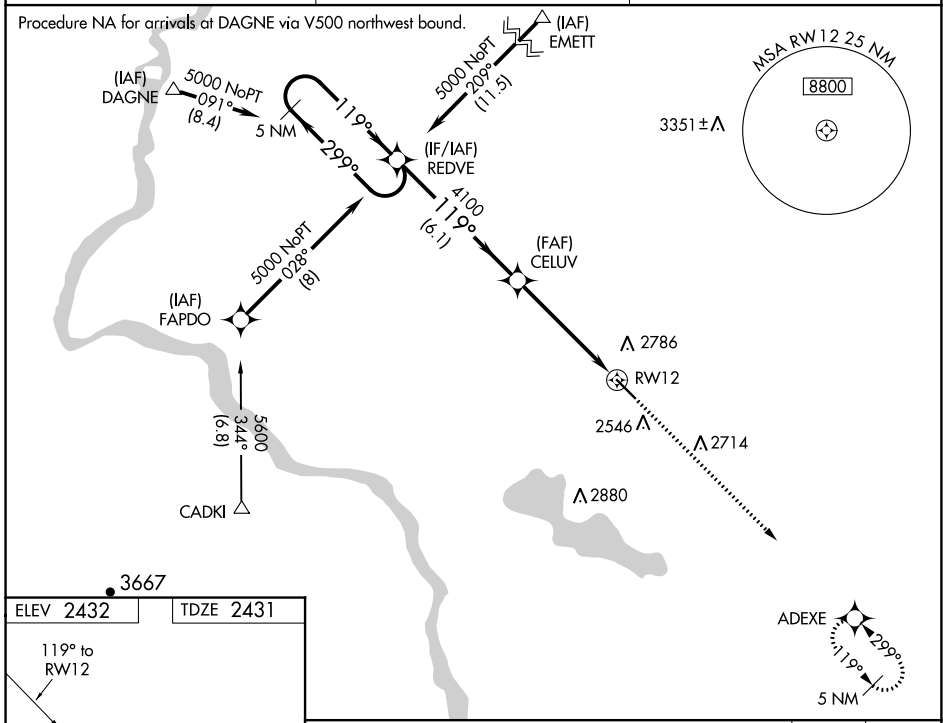 Procedure NA for arrivals at DAGNE via V500 northwest bound.
(IAF)
EMETT
5000 NoPT
209°
(11.5)
(IAF)
DAGNE
5000 NoPT
091°
(8.4)
5 NM
119°
299°
(IF/IAF)
REDVE
MSA RW12 25 NM
8800
3351±
4100
119°
(6.1)
(FAF)
CELUV
5000 NoPT
028°
(8)
(IAF)
FAPDO
2786
RW12
2546
2714
5600
344°
(6.8)
CADKI
2880
3667
ELEV 2432
TDZE 2431
119° to
RW12
ADEXE
299°
119°
5 NM